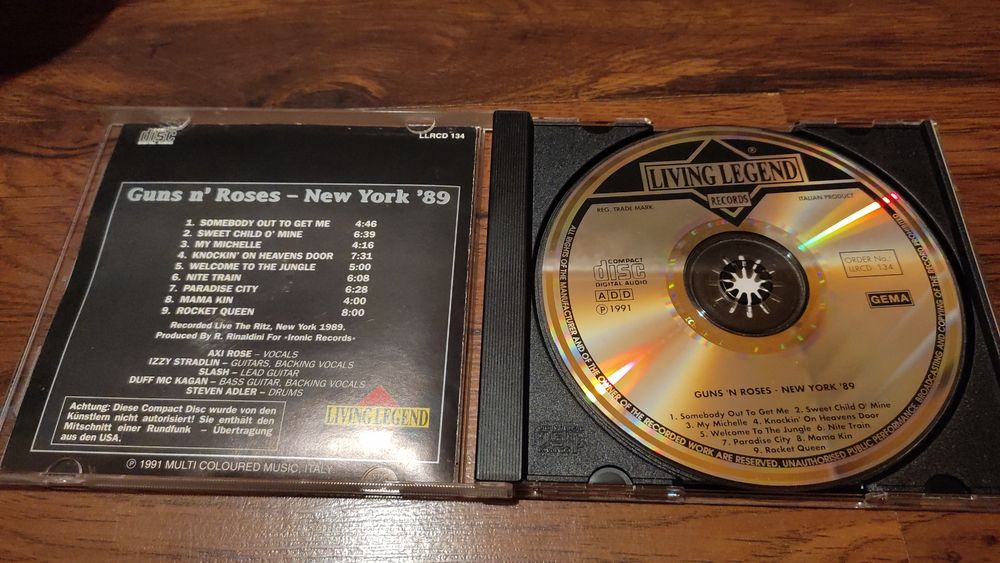 disc
LLRCD 134
Guns n' Roses – New York '89
1. SOMEBODY OUT TO GET ME 4:46
2. SWEET CHILD O' MINE 6:39
3. MY MICHELLE 4:16
4. KNOCKIN' ON HEAVENS DOOR 7:31
5. WELCOME TO THE JUNGLE 5:00
6. NITE TRAIN 6:08
7. PARADISE CITY 6:28
8. MAMA KIN 4:00
9. ROCKET QUEEN 8:00
Recorded Live The Ritz, New York 1989.
Produced By R. Rinaldini For -Ironic Records-
AXI ROSE – VOCALS
IZZY STRADLIN – GUITARS, BACKING VOCALS
SLASH – LEAD GUITAR
DUFF MC KAGAN – BASS GUITAR, BACKING VOCALS
STEVEN ADLER – DRUMS
Achtung: Diese Compact Disc wurde von den
Künstlern nicht autorisiert! Sie enthält den
Mitschnitt einer Rundfunk - Übertragung
aus den USA.
LIVING LEGEND
℗ 1991 MULTI COLOURED MUSIC, ITALY
LIVING LEGEND ®
RECORDS
REG. TRADE MARK
ITALIAN PRODUCT
COMPACT
disc
DIGITAL AUDIO
ADD
℗ 1991
ORDER No.:
LLRCD 134
GEMA
GUNS 'N ROSES - NEW YORK '89
1. Somebody Out To Get Me 2. Sweet Child O' Mine
3. My Michelle 4. Knockin' On Heavens Door
5. Welcome To The Jungle 6. Nite Train
7. Paradise City 8. Mama Kin
9. Rocket Queen
ALL RIGHTS OF THE MANUFACTURER AND OF THE OWNER OF THE RECORDED WORK ARE RESERVED. UNAUTHORISED PUBLIC PERFORMANCE, BROADCASTING AND COPYING OF THIS RECORD PROHIBITED